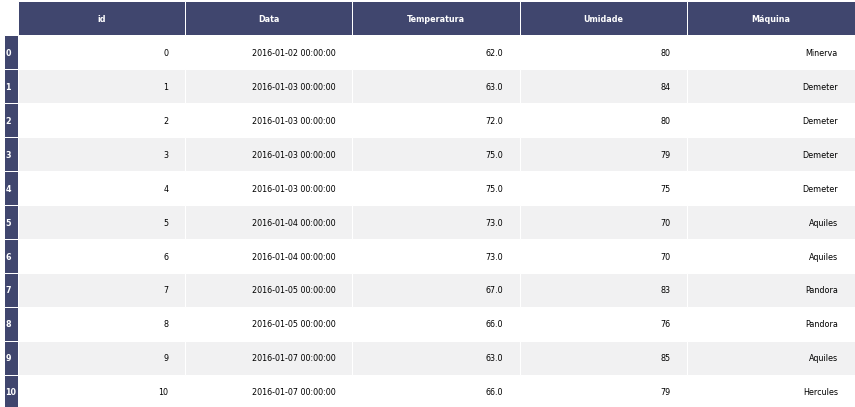 id Data Temperatura Umidade Máquina
0 0 2016-01-02 00:00:00 62.0 80 Minerva
1 1 2016-01-03 00:00:00 63.0 84 Demeter
2 2 2016-01-03 00:00:00 72.0 80 Demeter
3 3 2016-01-03 00:00:00 75.0 79 Demeter
4 4 2016-01-03 00:00:00 75.0 75 Demeter
5 5 2016-01-04 00:00:00 73.0 70 Aquiles
6 6 2016-01-04 00:00:00 73.0 70 Aquiles
7 7 2016-01-05 00:00:00 67.0 83 Pandora
8 8 2016-01-05 00:00:00 66.0 76 Pandora
9 9 2016-01-07 00:00:00 63.0 85 Aquiles
10 10 2016-01-07 00:00:00 66.0 79 Hercules